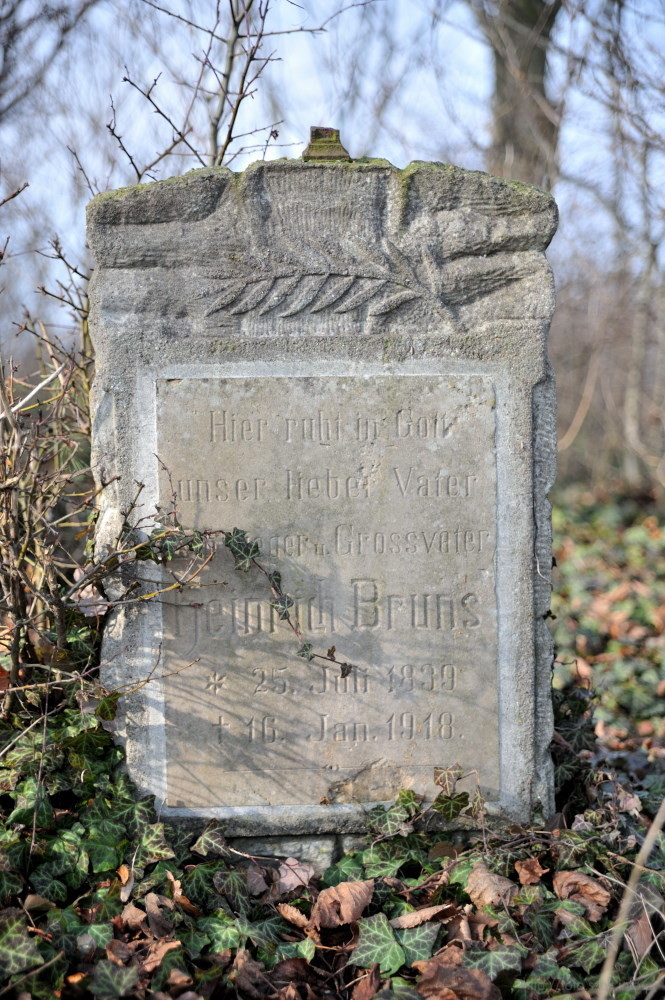 Hier ruht in Gott
unser lieber Vater
u. Grossvater
Heinrich Bruns
* 25. Juli 1839
† 16. Jan. 1918.